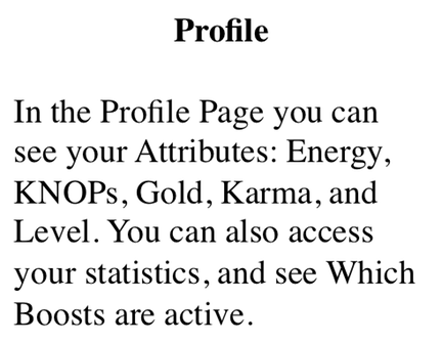 Profile
In the Profile Page you can
see your Attributes: Energy,
KNOPs, Gold, Karma, and
Level. You can also access
your statistics, and see Which
Boosts are active.